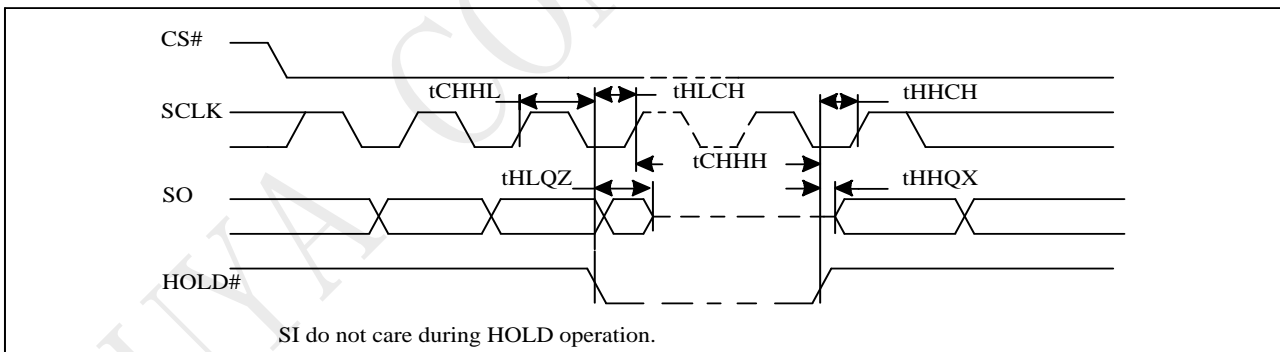 CS#
tCHHL
tHLCH
tHHCH
SCLK
tCHHH
tHLQZ
tHHQX
SO
HOLD#
SI do not care during HOLD operation.